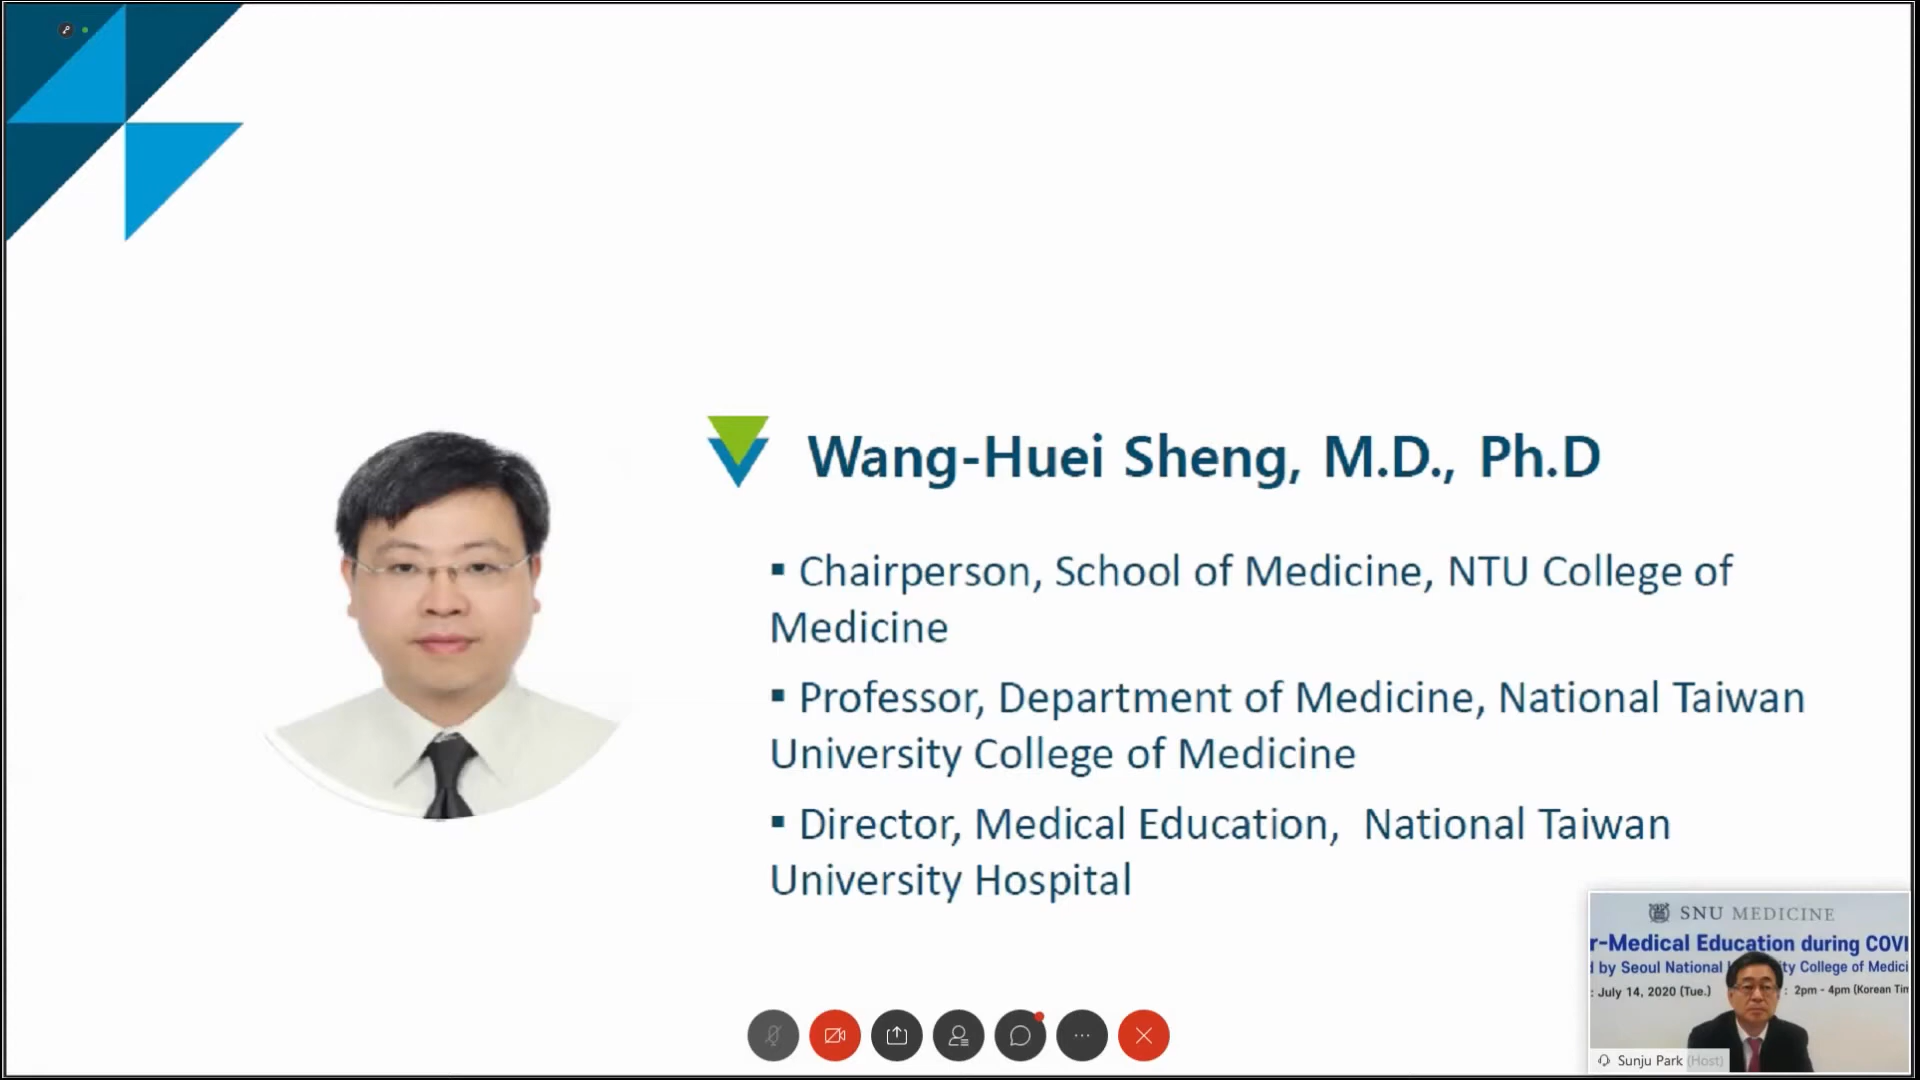 Wang-Huei Sheng, M.D., Ph.D
▪ Chairperson, School of Medicine, NTU College of
Medicine
▪ Professor, Department of Medicine, National Taiwan
University College of Medicine
▪ Director, Medical Education,  National Taiwan
University Hospital
SNU MEDICINE
r-Medical Education during COVI
d by Seoul National ity College of Medici
: July 14, 2020 (Tue.) : 2pm - 4pm (Korean Tim
Sunju Park (Host)